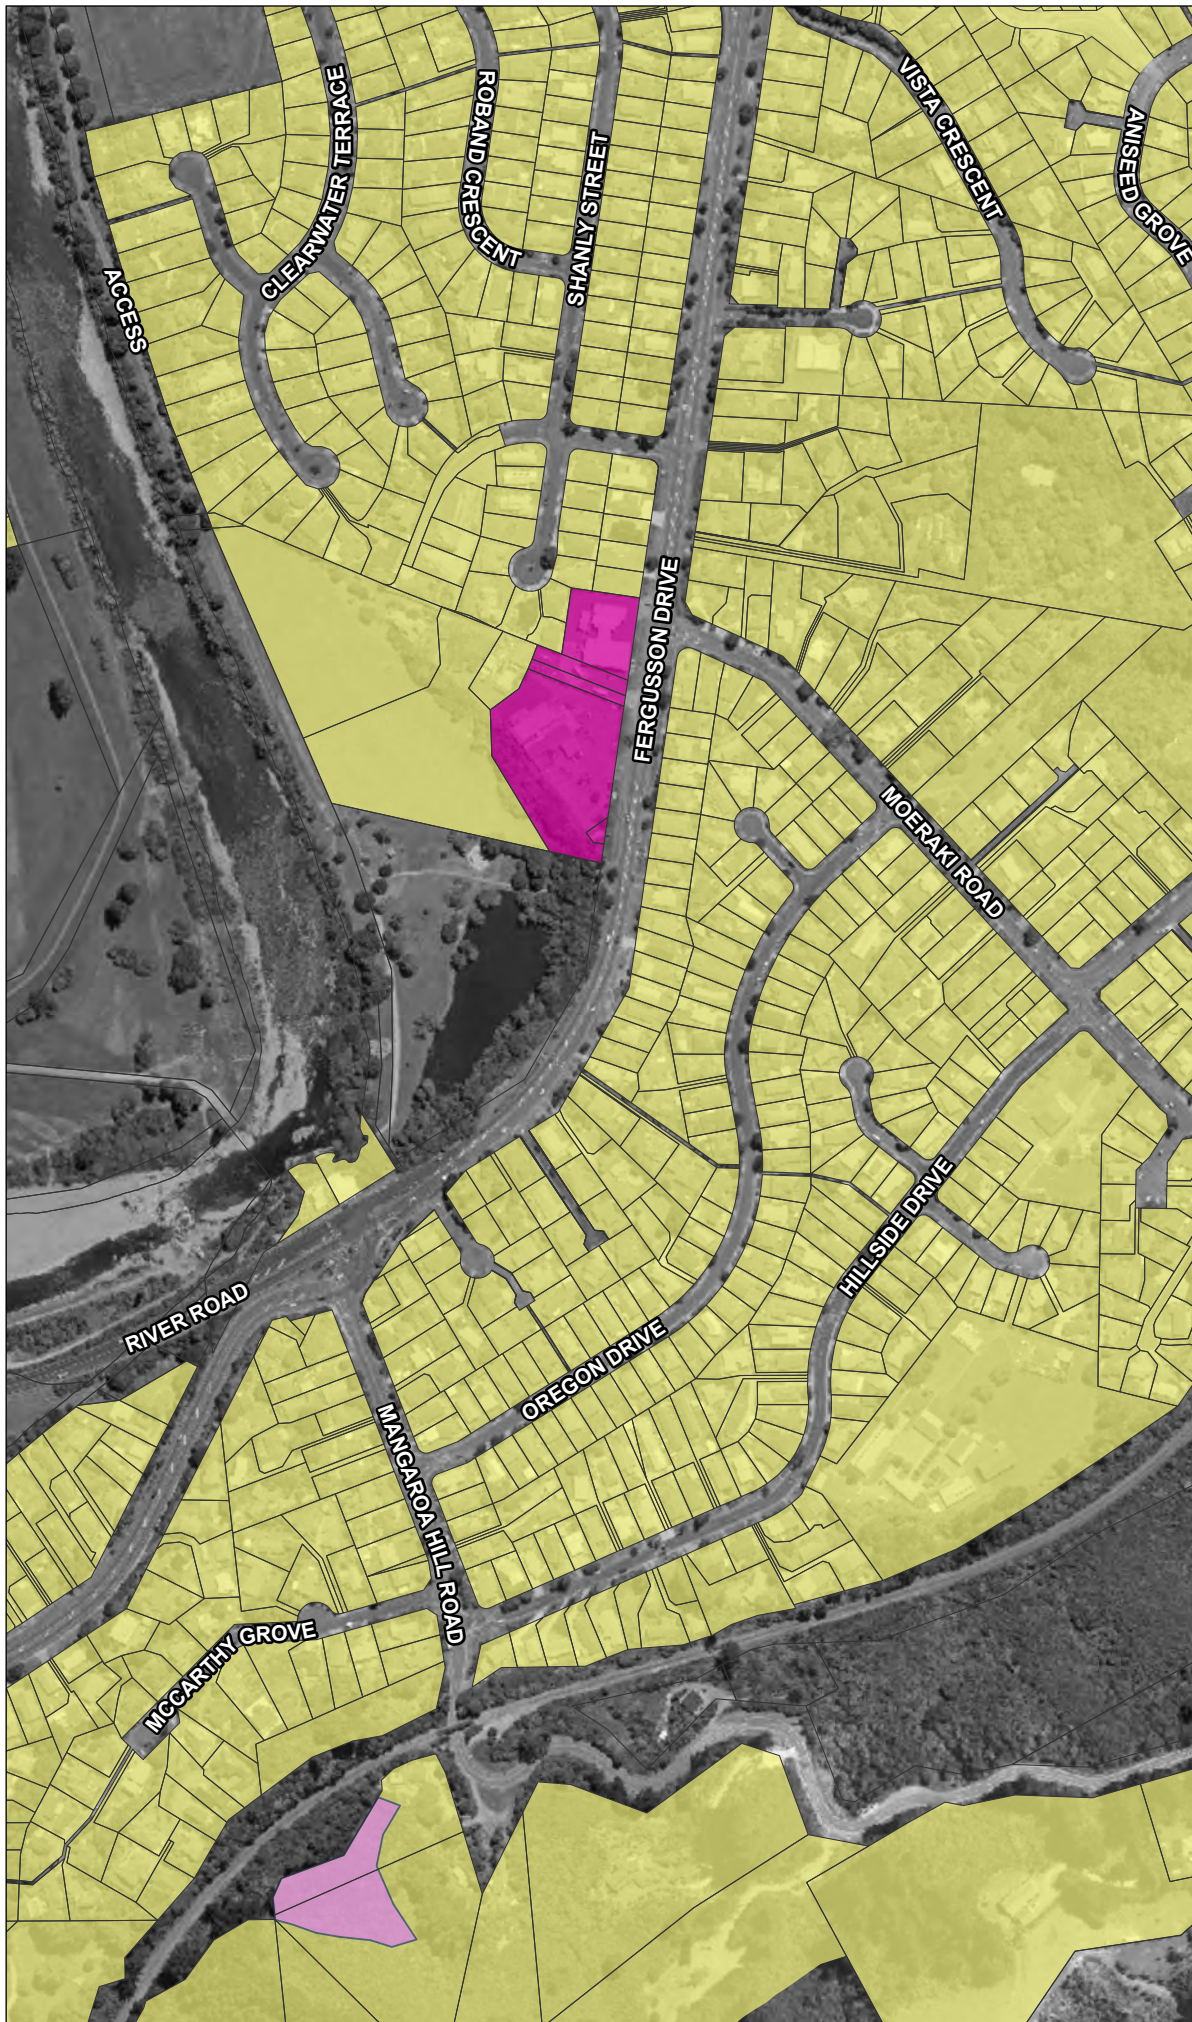 VISTA CRESCENT
ANISEED GROVE
CLEARWATER TERRACE
ROBAND CRESCENT
SHANLY STREET
ACCESS
FERGUSSON DRIVE
MOERAKI ROAD
HILLSIDE DRIVE
RIVER ROAD
OREGON DRIVE
MANGAROA HILL ROAD
MCCARTHY GROVE